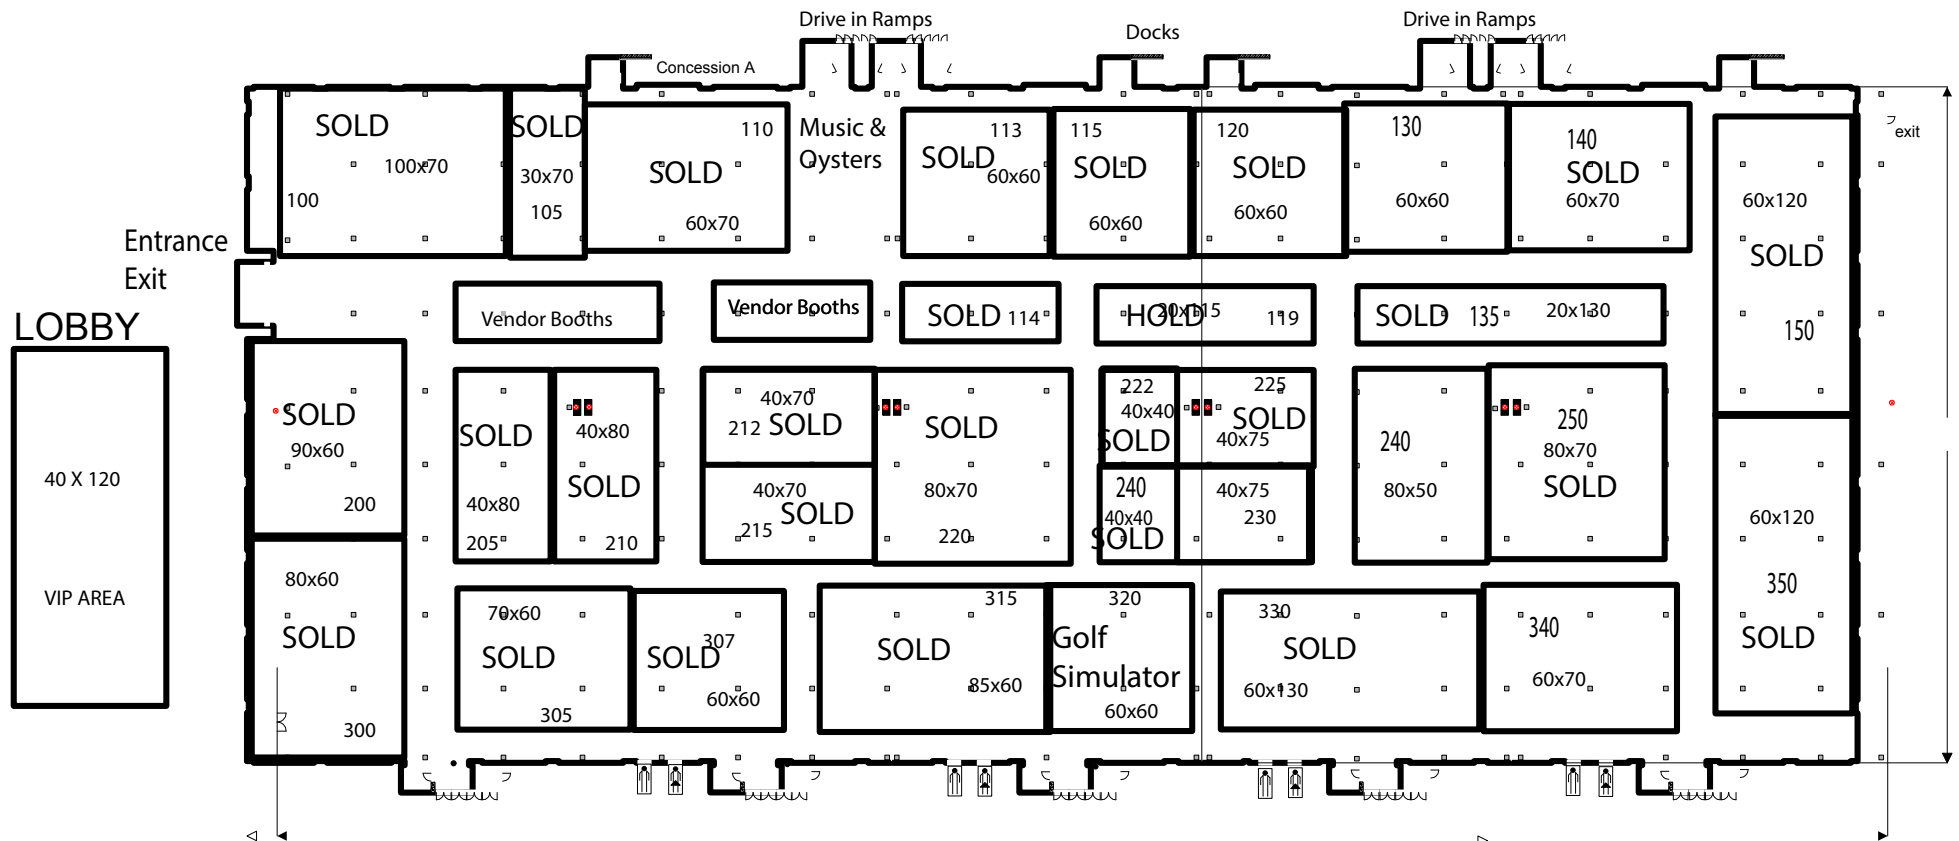 Drive in Ramps
Docks
Drive in Ramps
Concession A
exit
SOLD
100x70
100
SOLD
30x70
105
110
SOLD
60x70
Music &
Oysters
113
SOLD
60x60
115
SOLD
60x60
120
SOLD
60x60
130
60x60
140
SOLD
60x70
60x120
SOLD
150
Entrance
Exit
LOBBY
40 X 120
VIP AREA
Vendor Booths
Vendor Booths
SOLD 114
HOLD
20x115
119
SOLD 135 20x130
SOLD
90x60
200
SOLD
40x80
205
40x80
SOLD
210
40x70
212 SOLD
40x70
SOLD
215
SOLD
80x70
220
222
40x40
SOLD
225
SOLD
40x75
240
40x40
SOLD
40x75
230
240
80x50
250
80x70
SOLD
60x120
350
SOLD
80x60
SOLD
300
70x60
SOLD
305
307
SOLD
60x60
315
SOLD
85x60
320
Golf
Simulator
60x60
330
SOLD
60x130
340
60x70